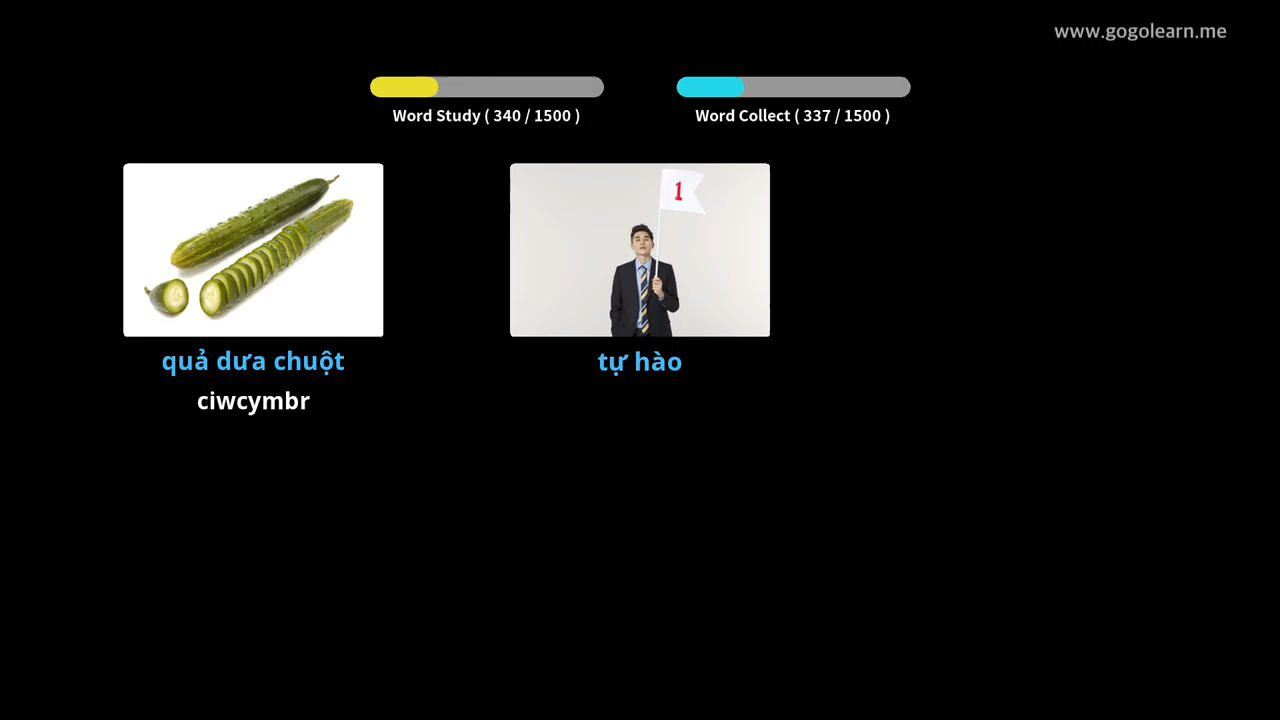 www.gogolearn.me
Word Study ( 340 / 1500 )
Word Collect ( 337 / 1500 )
1
quả dưa chuột
tự hào
ciwcymbr